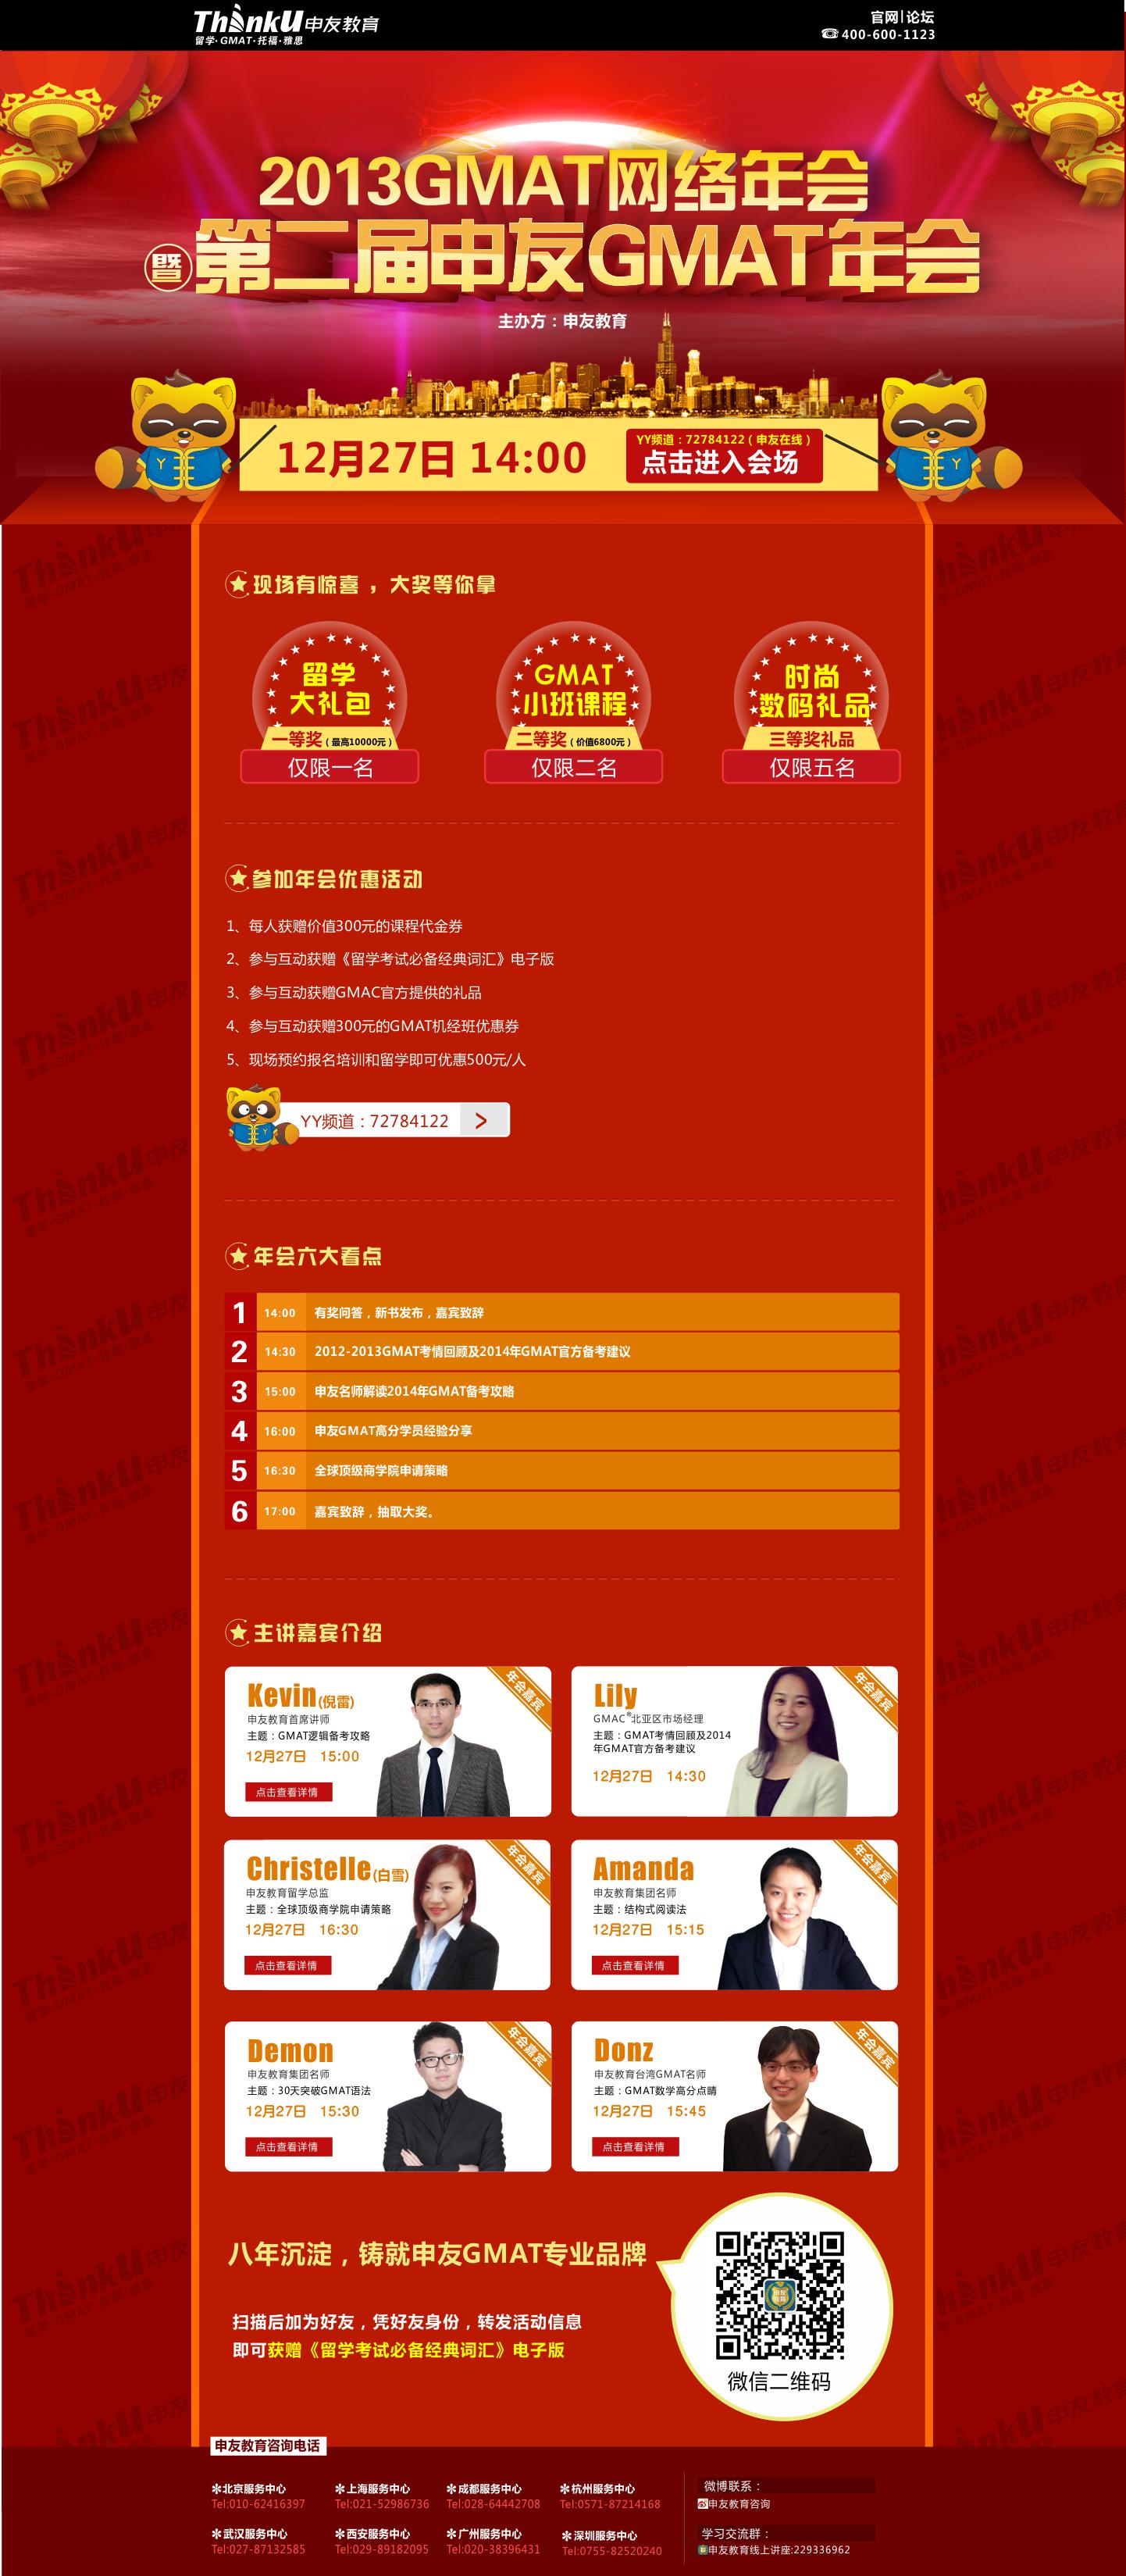 ThinkU申友教育
留学·GMAT·托福·雅思
官网|论坛
400-600-1123
2013GMAT网络年会
暨第二届申友GMAT年会
主办方：申友教育
12月27日 14:00
YY频道：72784122（申友在线）
点击进入会场
现场有惊喜，大奖等你拿
留学
大礼包
一等奖（最高10000元）
仅限一名
GMAT
小班课程
二等奖（价值6800元）
仅限二名
时尚
数码礼品
三等奖礼品
仅限五名
参加年会优惠活动
1、每人获赠价值300元的课程代金券
2、参与互动获赠《留学考试必备经典词汇》电子版
3、参与互动获赠GMAC官方提供的礼品
4、参与互动获赠300元的GMAT机经班优惠券
5、现场预约报名培训和留学即可优惠500元/人
YY频道：72784122 >
年会六大看点
1 14:00 有奖问答，新书发布，嘉宾致辞
2 14:30 2012-2013GMAT考情回顾及2014年GMAT官方备考建议
3 15:00 申友名师解读2014年GMAT备考攻略
4 16:00 申友GMAT高分学员经验分享
5 16:30 全球顶级商学院申请策略
6 17:00 嘉宾致辞，抽取大奖。
主讲嘉宾介绍
Kevin(倪雷)
申友教育首席讲师
主题：GMAT逻辑备考攻略
12月27日 15:00
点击查看详情
年会嘉宾
Lily
GMAC®北亚区市场经理
主题：GMAT考情回顾及2014
年GMAT官方备考建议
12月27日 14:30
年会嘉宾
Christelle(白雪)
申友教育留学总监
主题：全球顶级商学院申请策略
12月27日 16:30
点击查看详情
年会嘉宾
Amanda
申友教育集团名师
主题：结构式阅读法
12月27日 15:15
点击查看详情
年会嘉宾
Demon
申友教育集团名师
主题：30天突破GMAT语法
12月27日 15:30
点击查看详情
年会嘉宾
Donz
申友教育台湾GMAT名师
主题：GMAT数学高分点睛
12月27日 15:45
点击查看详情
年会嘉宾
八年沉淀，铸就申友GMAT专业品牌
扫描后加为好友，凭好友身份，转发活动信息
即可获赠《留学考试必备经典词汇》电子版
微信二维码
申友教育咨询电话
✻北京服务中心
Tel:010-62416397
✻上海服务中心
Tel:021-52986736
✻成都服务中心
Tel:028-64442708
✻杭州服务中心
Tel:0571-87214168
✻武汉服务中心
Tel:027-87132585
✻西安服务中心
Tel:029-89182095
✻广州服务中心
Tel:020-38396431
✻深圳服务中心
Tel:0755-82520240
微博联系：
申友教育咨询
学习交流群：
申友教育线上讲座:229336962